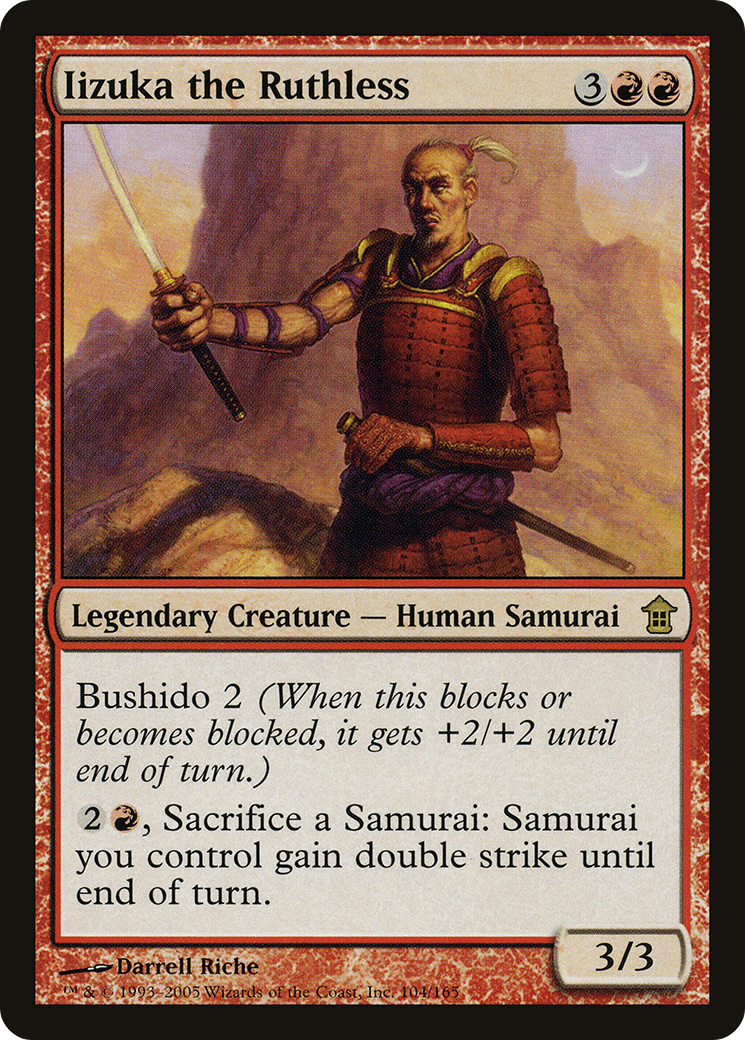 Iizuka the Ruthless 3
Legendary Creature — Human Samurai
Bushido 2 (When this blocks or
becomes blocked, it gets +2/+2 until
end of turn.)
2, Sacrifice a Samurai: Samurai
you control gain double strike until
end of turn.
3/3
Darrell Riche
™ & © 1993–2005 Wizards of the Coast, Inc. 104/165